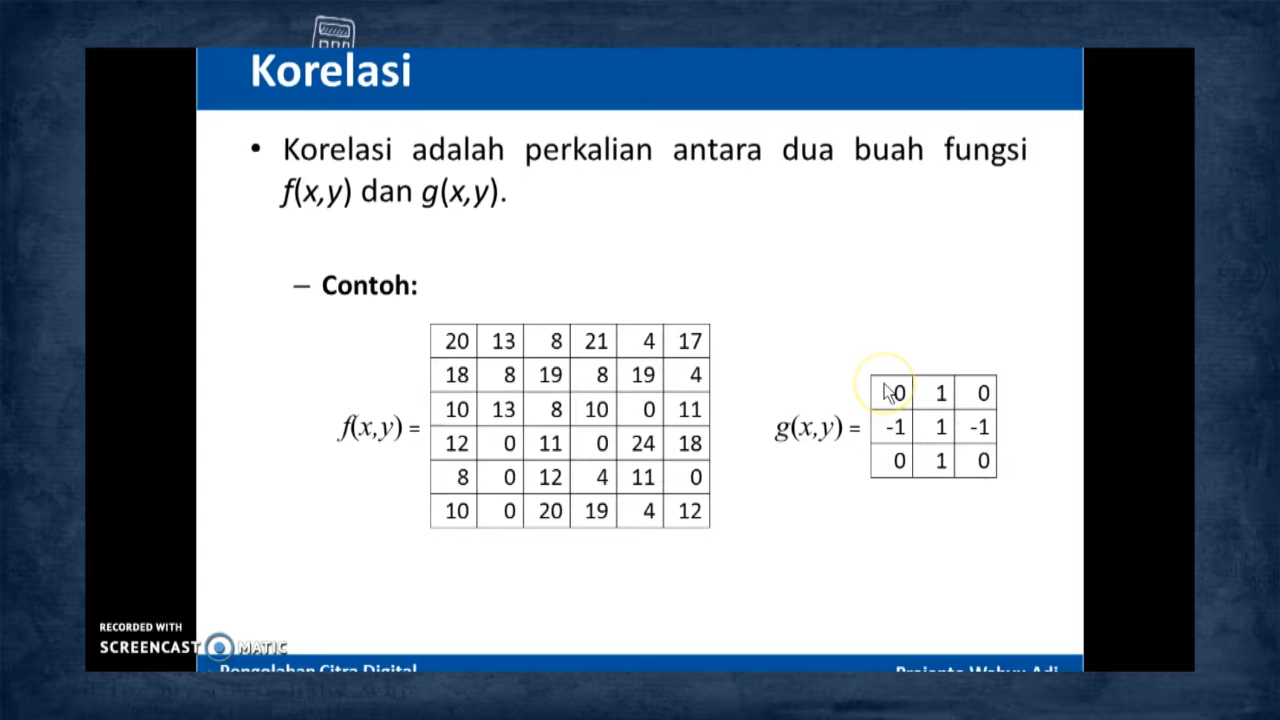 Korelasi
• Korelasi adalah perkalian antara dua buah fungsi
f(x,y) dan g(x,y).
– Contoh:
f(x,y) =
20 13 8 21 4 17
18 8 19 8 19 4
10 13 8 10 0 11
12 0 11 0 24 18
8 0 12 4 11 0
10 0 20 19 4 12
g(x,y) =
0 1 0
-1 1 -1
0 1 0
RECORDED WITH
SCREENCAST MATIC
Pengolahan Citra Digital
Prajanto Wahyu Adi